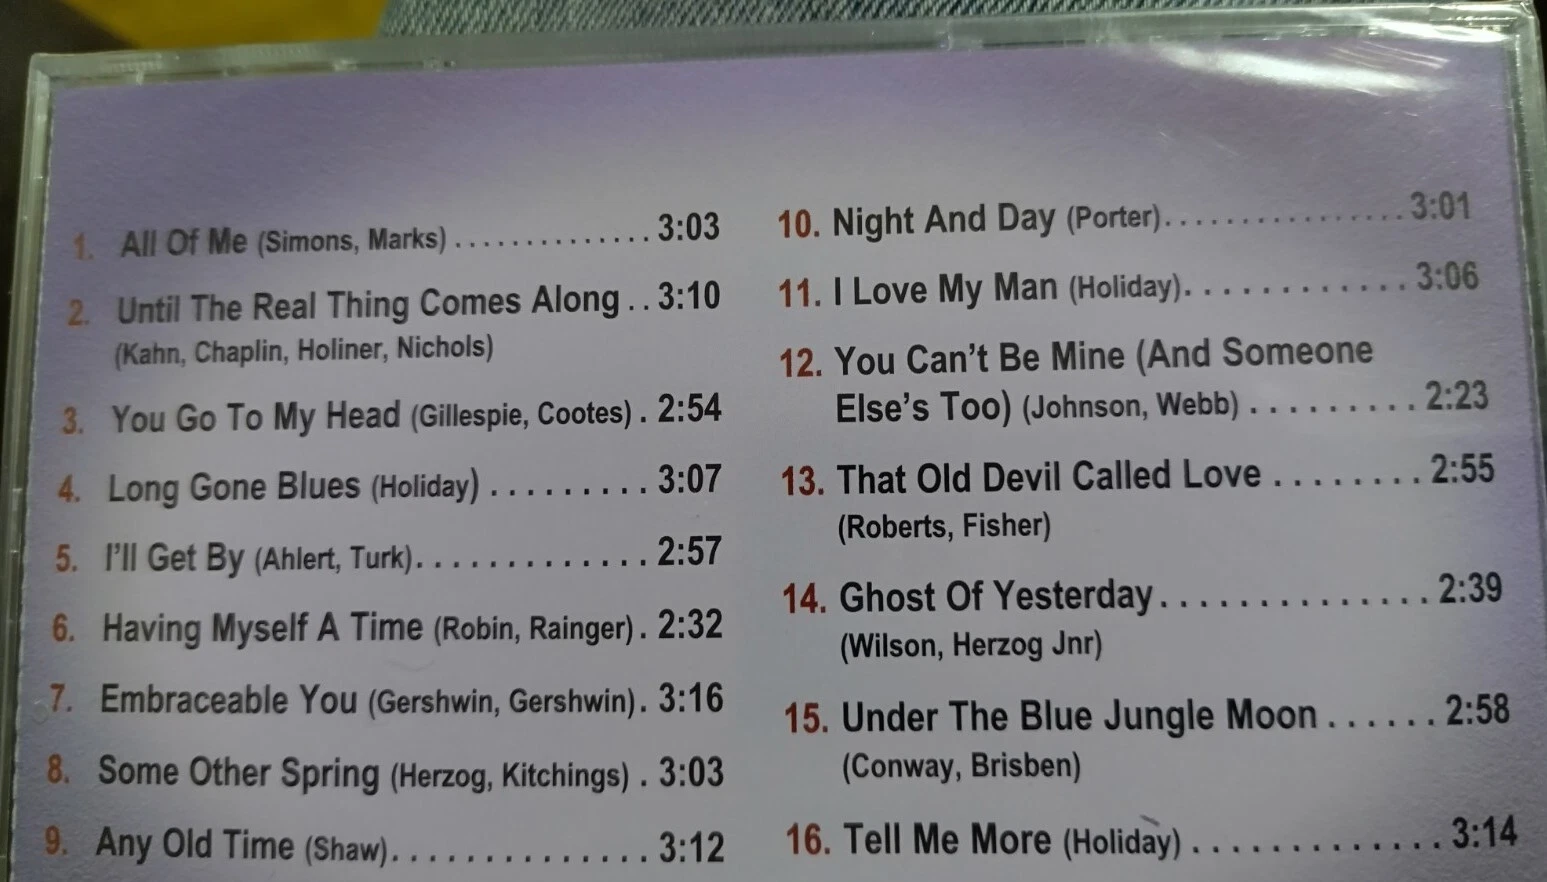 1. All Of Me (Simons, Marks) .............. 3:03
2. Until The Real Thing Comes Along .. 3:10
(Kahn, Chaplin, Holiner, Nichols)
3. You Go To My Head (Gillespie, Cootes) . 2:54
4. Long Gone Blues (Holiday) ......... 3:07
5. I'll Get By (Ahlert, Turk)............. 2:57
6. Having Myself A Time (Robin, Rainger) . 2:32
7. Embraceable You (Gershwin, Gershwin) . 3:16
8. Some Other Spring (Herzog, Kitchings) . 3:03
9. Any Old Time (Shaw).............. 3:12
10. Night And Day (Porter)................ 3:01
11. I Love My Man (Holiday)............ 3:06
12. You Can't Be Mine (And Someone
Else's Too) (Johnson, Webb) ......... 2:23
13. That Old Devil Called Love ........ 2:55
(Roberts, Fisher)
14. Ghost Of Yesterday.............. 2:39
(Wilson, Herzog Jnr)
15. Under The Blue Jungle Moon ...... 2:58
(Conway, Brisben)
16. Tell Me More (Holiday) ............. 3:14